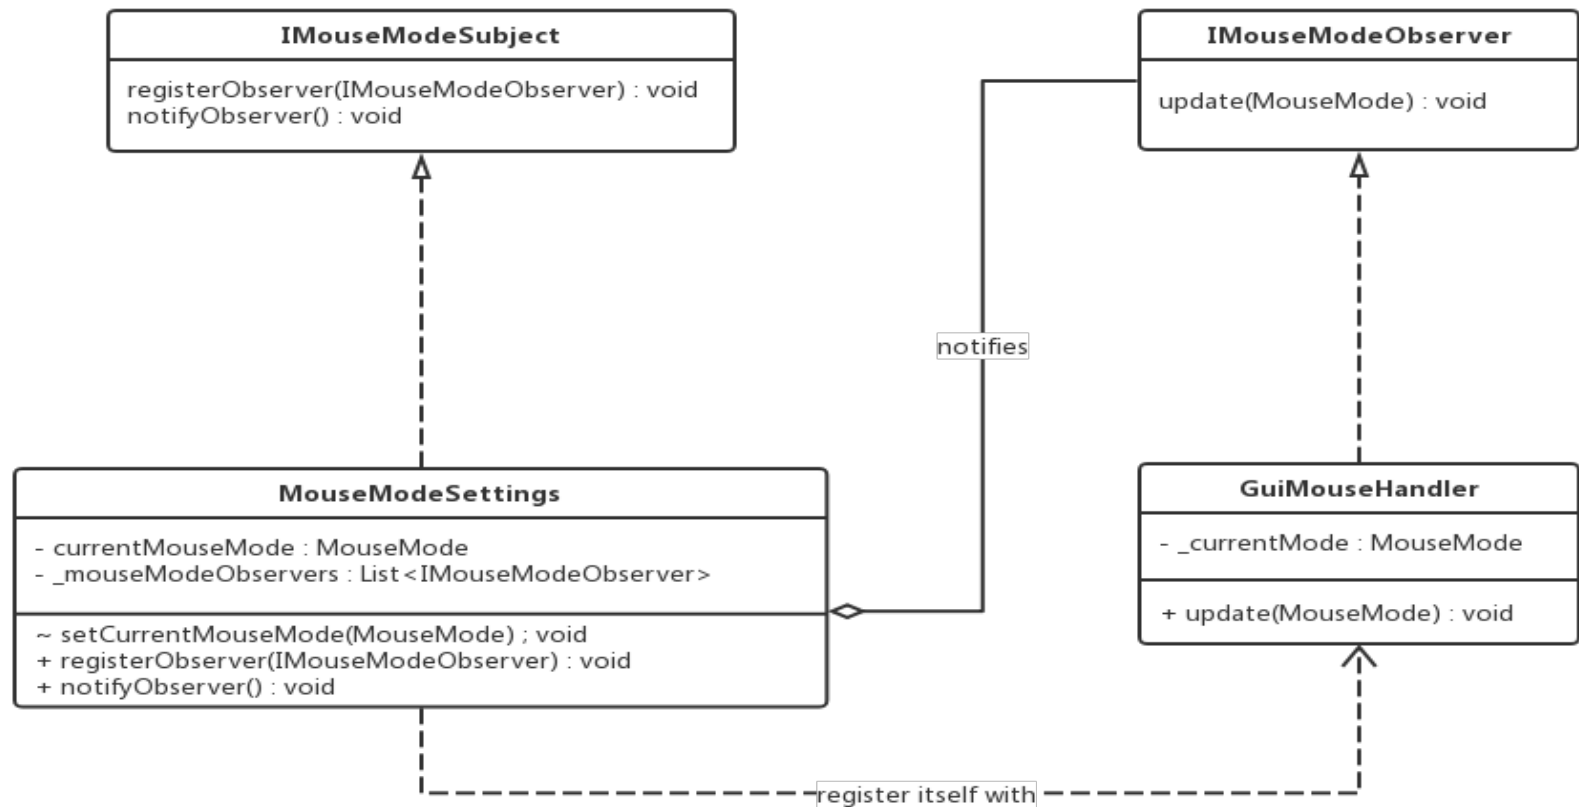 IMouseModeSubject
registerObserver(IMouseModeObserver) : void
notifyObserver() : void
IMouseModeObserver
update(MouseMode) : void
notifies
MouseModeSettings
- currentMouseMode : MouseMode
- _mouseModeObservers : List<IMouseModeObserver>
~ setCurrentMouseMode(MouseMode) ; void
+ registerObserver(IMouseModeObserver) : void
+ notifyObserver() : void
GuiMouseHandler
- _currentMode : MouseMode
+ update(MouseMode) : void
register itself with